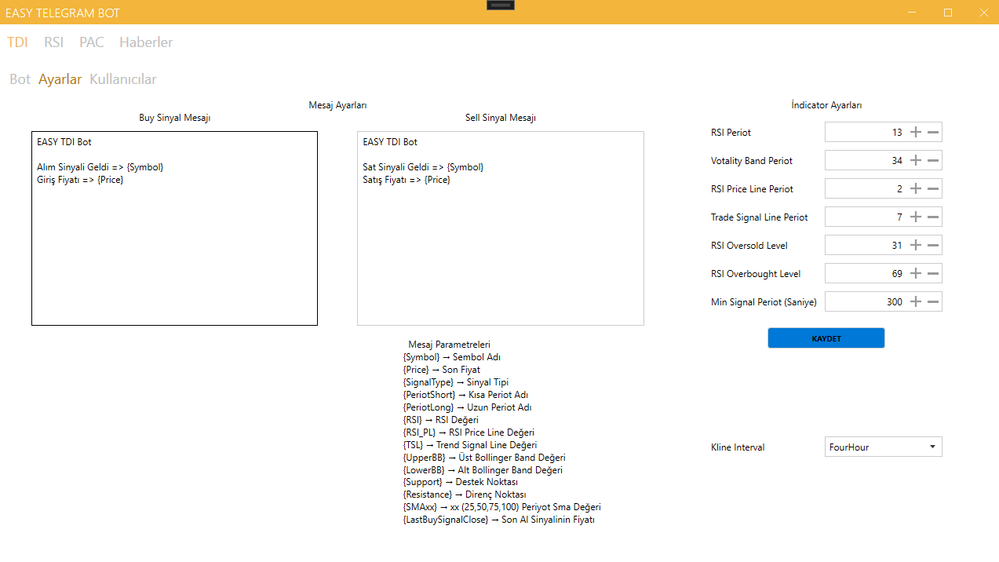 EASY TELEGRAM BOT
TDI RSI PAC Haberler
Bot Ayarlar Kullanıcılar
Mesaj Ayarları
Buy Sinyal Mesajı
EASY TDI Bot
Alım Sinyali Geldi => {Symbol}
Giriş Fiyatı => {Price}
Sell Sinyal Mesajı
EASY TDI Bot
Sat Sinyali Geldi => {Symbol}
Satış Fiyatı => {Price}
Mesaj Parametreleri
{Symbol} → Sembol Adı
{Price} → Son Fiyat
{SignalType} → Sinyal Tipi
{PeriotShort} → Kısa Periot Adı
{PeriotLong} → Uzun Periot Adı
{RSI} → RSI Değeri
{RSI_PL} → RSI Price Line Değeri
{TSL} → Trend Signal Line Değeri
{UpperBB} → Üst Bollinger Band Değeri
{LowerBB} → Alt Bollinger Band Değeri
{Support} → Destek Noktası
{Resistance} → Direnç Noktası
{SMAxx} → xx (25,50,75,100) Periyot Sma Değeri
{LastBuySignalClose} → Son Al Sinyalinin Fiyatı
İndicator Ayarları
RSI Periot 13
Votality Band Periot 34
RSI Price Line Periot 2
Trade Signal Line Periot 7
RSI Oversold Level 31
RSI Overbought Level 69
Min Signal Periot (Saniye) 300
KAYDET
Kline Interval FourHour